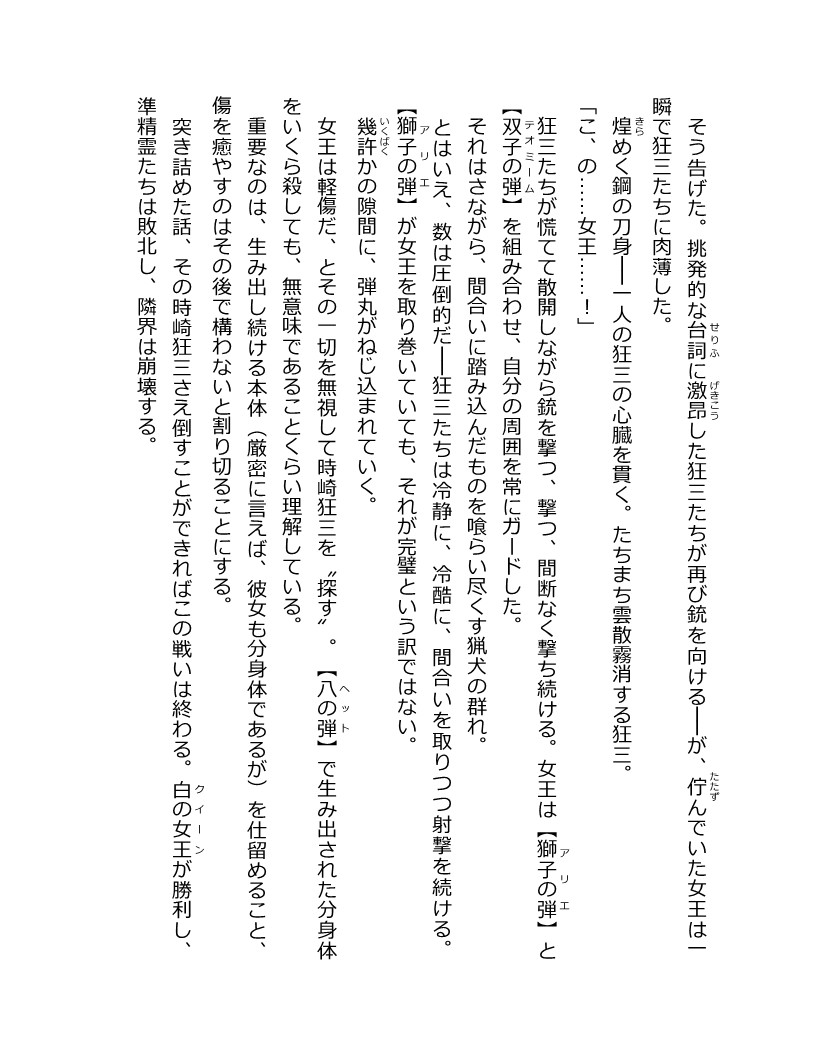 そう告げた。挑発的な台詞に激昂した狂三たちが再び銃を向ける――が、佇んでいた女王は一
瞬で狂三たちに肉薄した。
煌めく鋼の刀身――一人の狂三の心臓を貫く。たちまち雲散霧消する狂三。
「こ、の……女王……！」
狂三たちが慌てて散開しながら銃を撃つ、撃つ、間断なく撃ち続ける。女王は【獅子の弾】と
【双子の弾】を組み合わせ、自分の周囲を常にガードした。
それはさながら、間合いに踏み込んだものを喰らい尽くす猟犬の群れ。
とはいえ、数は圧倒的だ――狂三たちは冷静に、冷酷に、間合いを取りつつ射撃を続ける。
【獅子の弾】が女王を取り巻いていても、それが完璧という訳ではない。
幾許かの隙間に、弾丸がねじ込まれていく。
女王は軽傷だ、とその一切を無視して時崎狂三を〝探す〟。【八の弾】で生み出された分身体
をいくら殺しても、無意味であることくらい理解している。
重要なのは、生み出し続ける本体（厳密に言えば、彼女も分身体であるが）を仕留めること、
傷を癒やすのはその後で構わないと割り切ることにする。
突き詰めた話、その時崎狂三さえ倒すことができればこの戦いは終わる。白の女王が勝利し、
準精霊たちは敗北し、隣界は崩壊する。